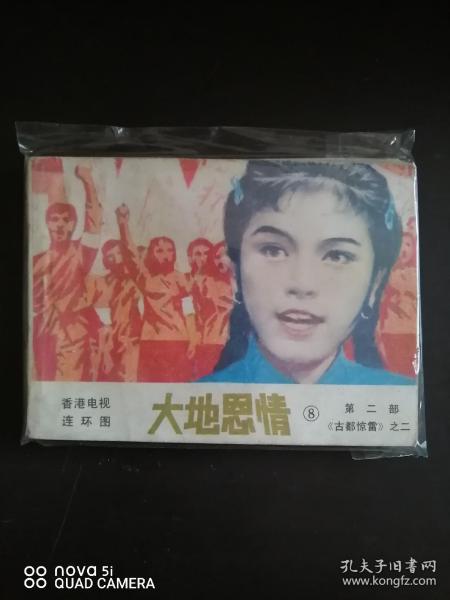 香港电视
连环图
大地思情
⑧
第二部
《古都惊雷》之二
nova 5i
QUAD CAMERA
孔夫子旧书网
www.kongfz.com